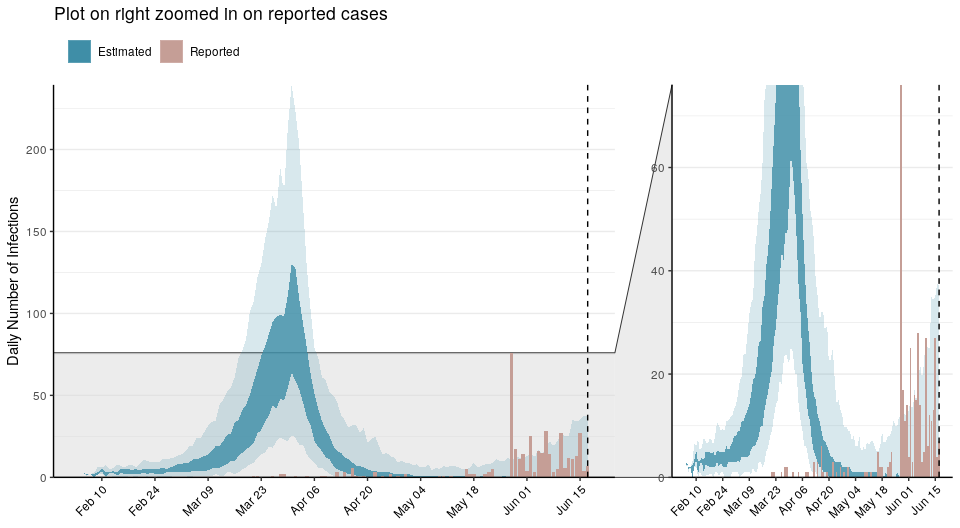 Plot on right zoomed in on reported cases
Estimated Reported
Daily Number of Infections
200
150
100
50
0
Feb 10 Feb 24 Mar 09 Mar 23 Apr 06 Apr 20 May 04 May 18 Jun 01 Jun 15
60
40
20
0
Feb 10 Feb 24 Mar 09 Mar 23 Apr 06 Apr 20 May 04 May 18 Jun 01 Jun 15